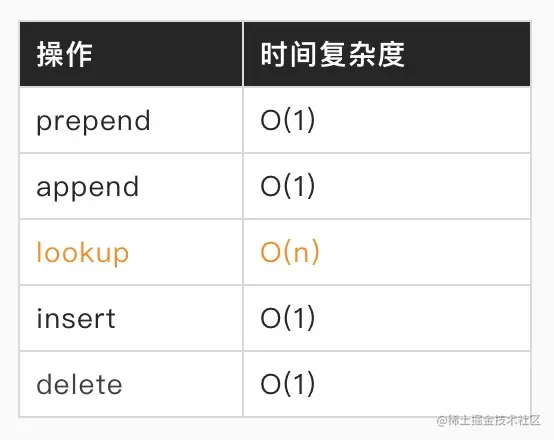 操作 时间复杂度
prepend O(1)
append O(1)
lookup O(n)
insert O(1)
delete O(1)
@稀土掘金技术社区